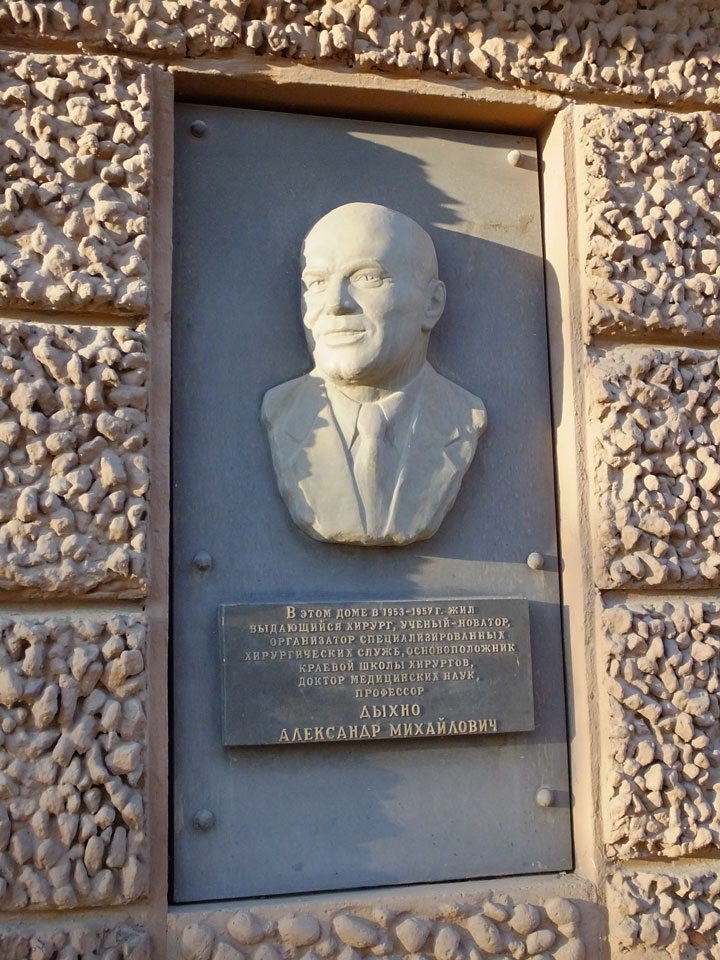 В ЭТОМ ДОМЕ В 1953-1957 Г. ЖИЛ
ВЫДАЮЩИЙСЯ ХИРУРГ, УЧЕНЫЙ-НОВАТОР,
ОРГАНИЗАТОР СПЕЦИАЛИЗИРОВАННЫХ
ХИРУРГИЧЕСКИХ СЛУЖБ, ОСНОВОПОЛОЖНИК
КРАЕВОЙ ШКОЛЫ ХИРУРГОВ,
ДОКТОР МЕДИЦИНСКИХ НАУК,
ПРОФЕССОР
ДЫХНО
АЛЕКСАНДР МИХАЙЛОВИЧ